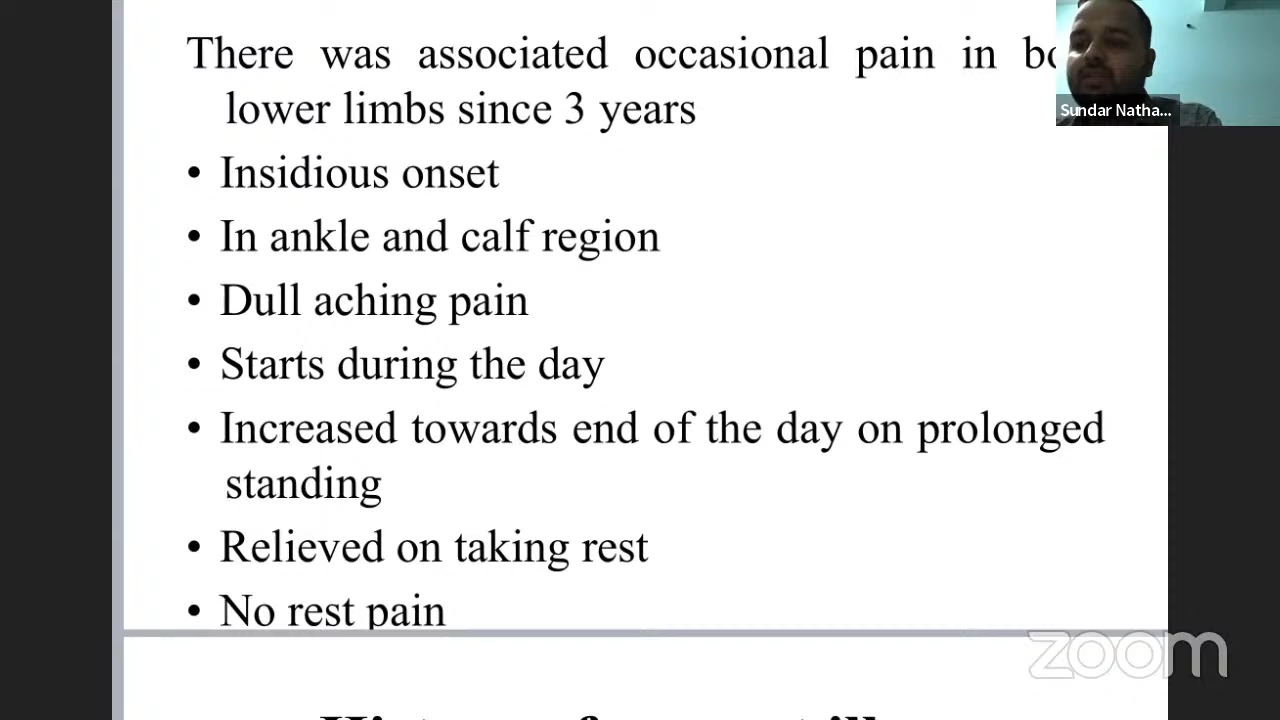 There was associated occasional pain in
lower limbs since 3 years
• Insidious onset
• In ankle and calf region
• Dull aching pain
• Starts during the day
• Increased towards end of the day on prolonged
standing
• Relieved on taking rest
• No rest pain
Sundar Natha...
zoom